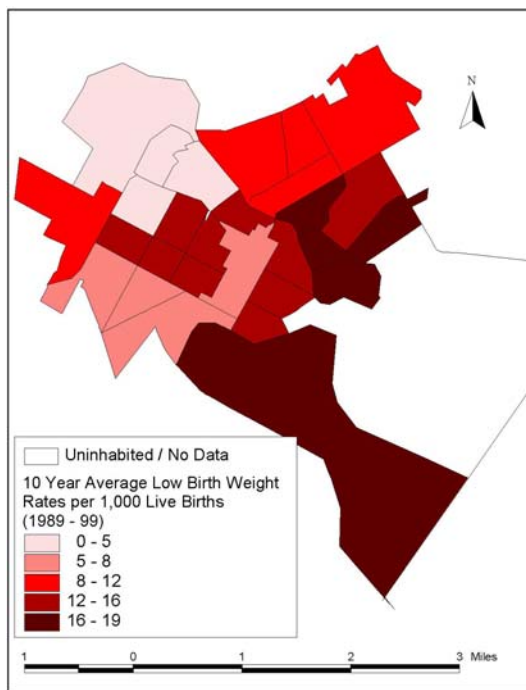 N
Uninhabited / No Data
10 Year Average Low Birth Weight
Rates per 1,000 Live Births
(1989 - 99)
0 - 5
5 - 8
8 - 12
12 - 16
16 - 19
1 0 1 2 3 Miles